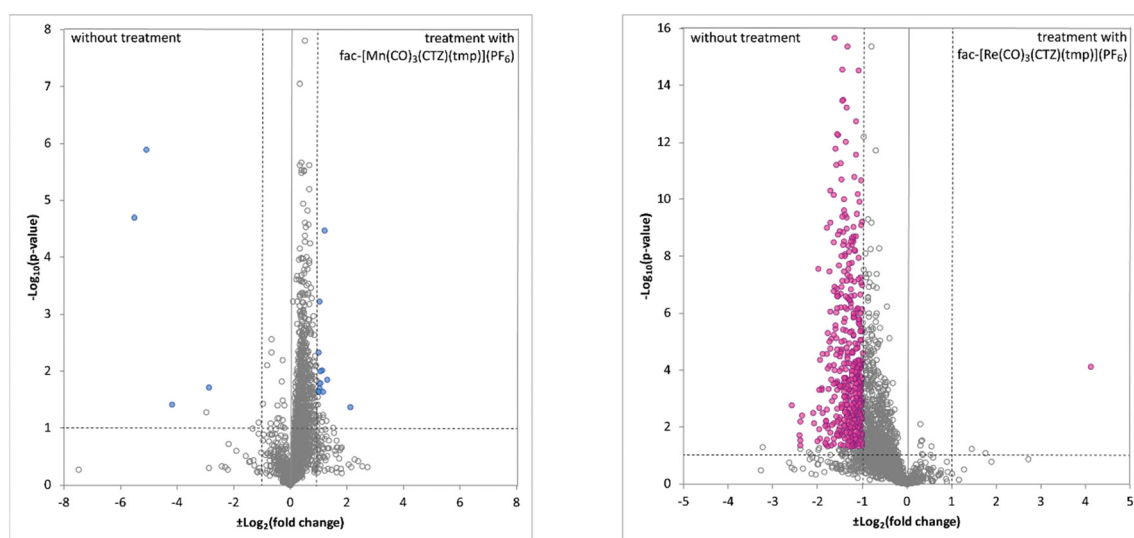 without treatment
treatment with
fac-[Mn(CO)₃(CTZ)(tmp)](PF₆)
8
7
6
5
4
3
2
1
0
-Log₁₀(p-value)
-8 -6 -4 -2 0 2 4 6 8
±Log₂(fold change)
without treatment
treatment with
fac-[Re(CO)₃(CTZ)(tmp)](PF₆)
16
14
12
10
8
6
4
2
0
-Log₁₀(p-value)
-5 -4 -3 -2 -1 0 1 2 3 4 5
±Log₂(fold change)